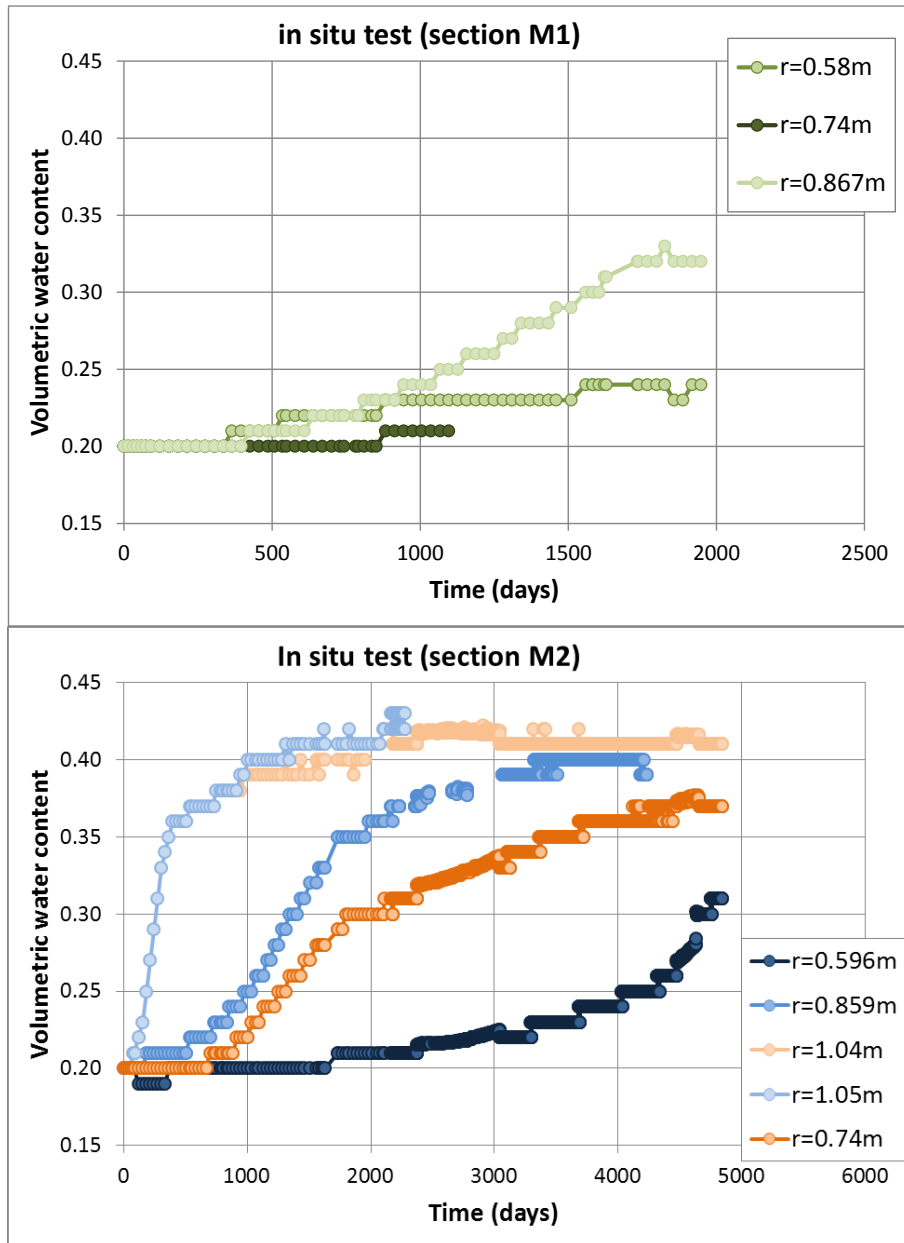 in situ test (section M1)
0.45
0.40
0.35
0.30
0.25
0.20
0.15
Volumetric water content
0
500
1000
1500
2000
2500
Time (days)
r=0.58m
r=0.74m
r=0.867m
In situ test (section M2)
0.45
0.40
0.35
0.30
0.25
0.20
0.15
Volumetric water content
0
1000
2000
3000
4000
5000
6000
Time (days)
r=0.596m
r=0.859m
r=1.04m
r=1.05m
r=0.74m